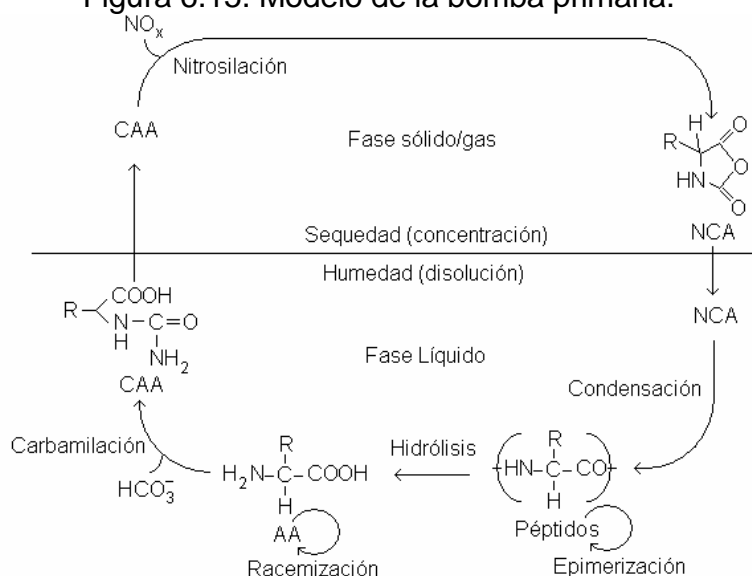 Figura 6.13. Modelo de la bomba primaria.
NOx
Nitrosilación
CAA
Fase sólido/gas
H
O
R
O
HN
O
NCA
Sequedad (concentración)
Humedad (disolución)
COOH
R
N-C=O
H
NH2
CAA
NCA
Fase Líquido
Condensación
Carbamilación
HCO3-
R
H2N-C-COOH
H
AA
Racemización
Hidrólisis
R
HN-C-CO
H
Péptidos
Epimerización